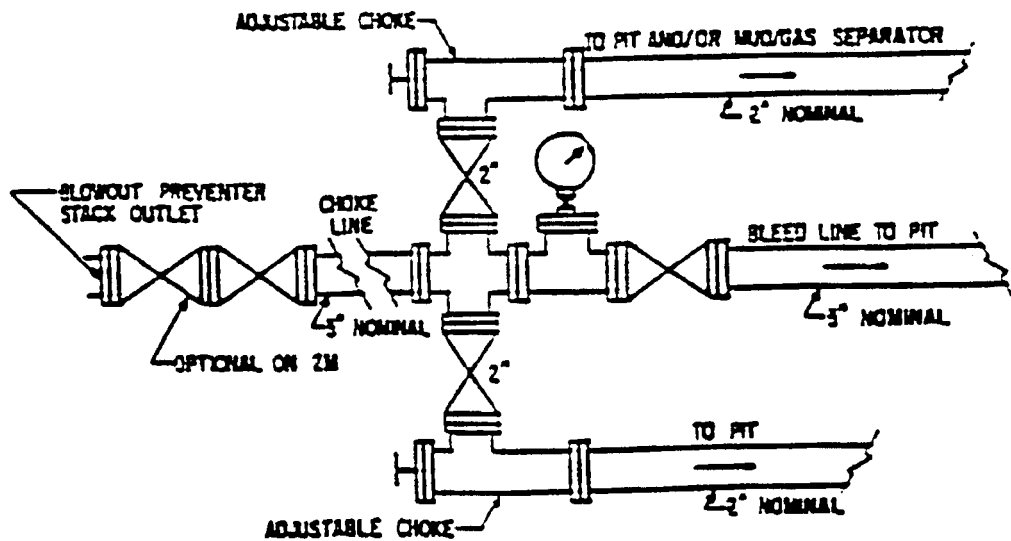 ADJUSTABLE CHOKE
TO PIT AND/OR MUD/GAS SEPARATOR
2" NOMINAL
2"
BLOWOUT PREVENTER
STACK OUTLET
CHOKE
LINE
BLEED LINE TO PIT
3" NOMINAL
3" NOMINAL
OPTIONAL ON 2M
2"
TO PIT
2" NOMINAL
ADJUSTABLE CHOKE